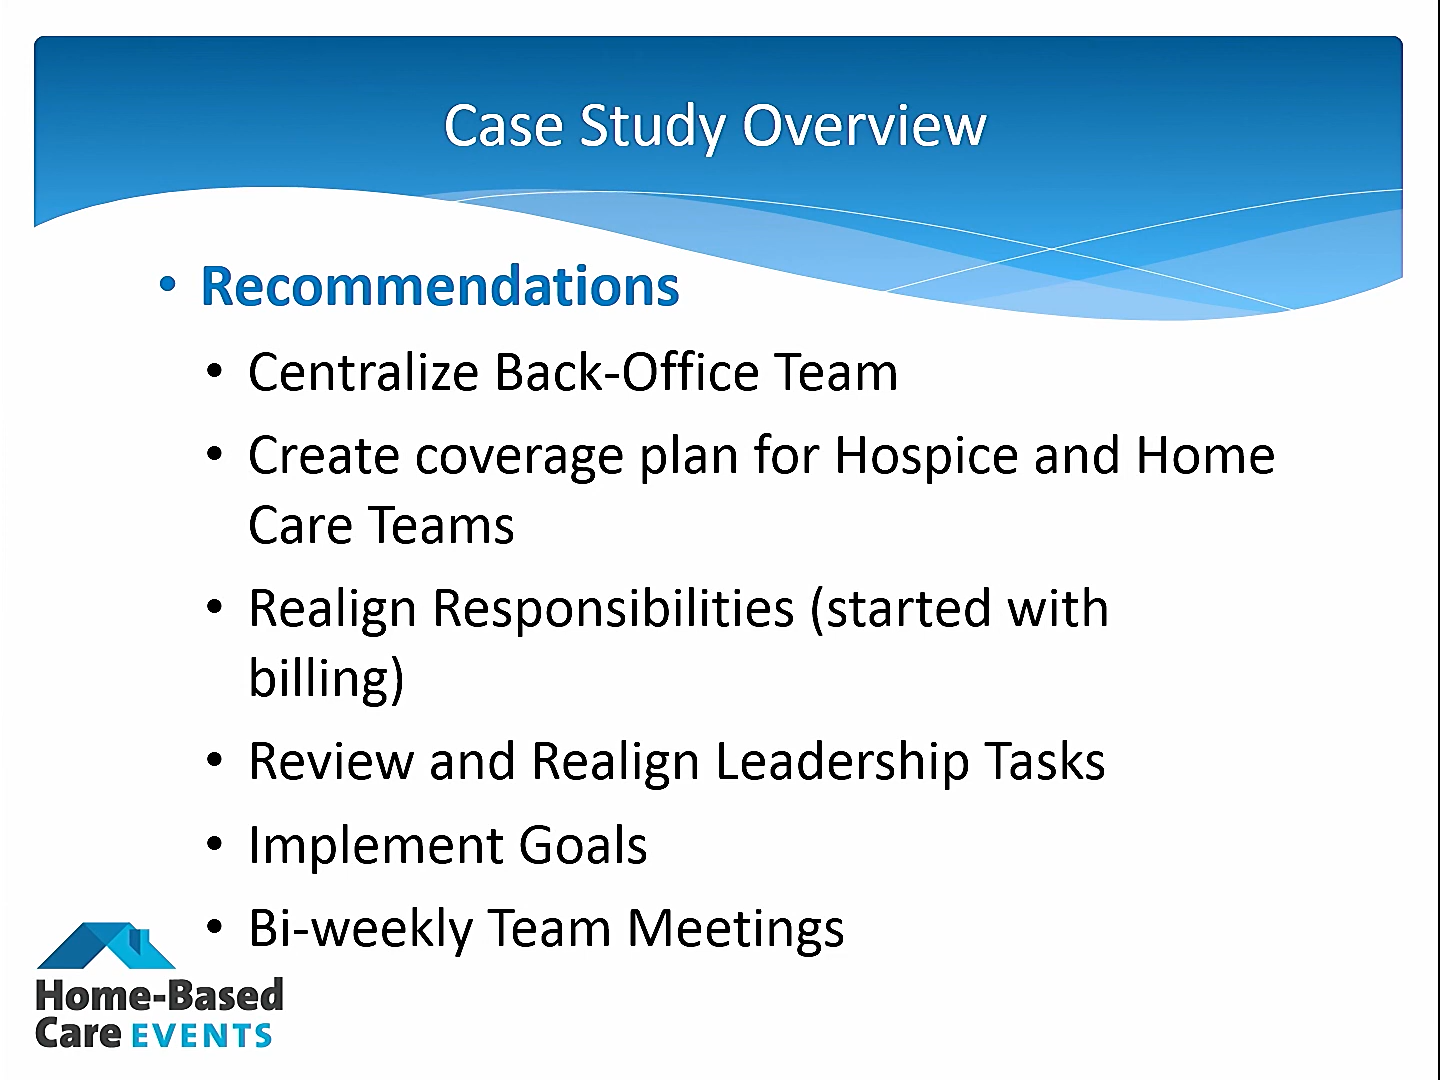 Case Study Overview
• Recommendations
• Centralize Back-Office Team
• Create coverage plan for Hospice and Home
Care Teams
• Realign Responsibilities (started with
billing)
• Review and Realign Leadership Tasks
• Implement Goals
• Bi-weekly Team Meetings
Home-Based
Care EVENTS